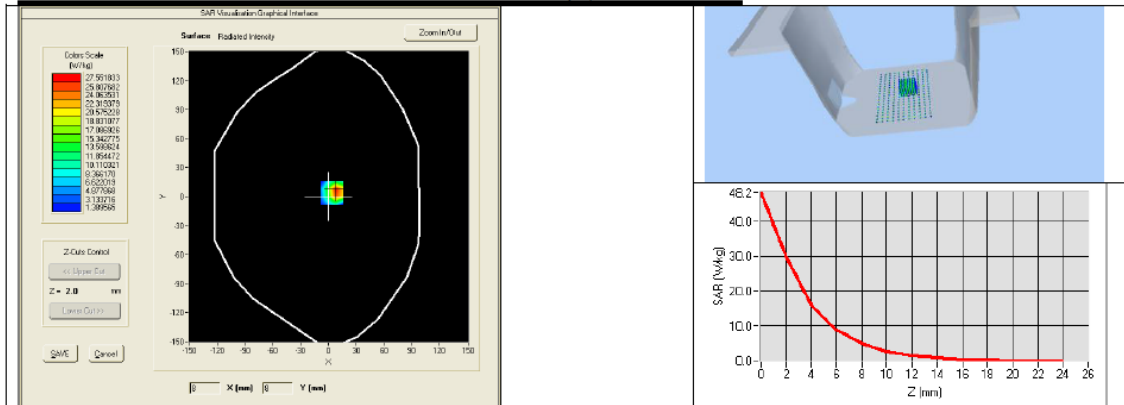 SAR Visualisation Graphical Interface
Surface Radiated Intensity
Zoom In/Out
Colors Scale
(W/kg)
27.551833
25.807682
24.063531
22.319379
20.575228
18.831077
17.086926
15.342775
13.598624
11.854472
10.110321
8.366170
6.622019
4.877868
3.133716
1.389565
150
120
90
60
30
0
-30
-60
-90
-120
-150
Y
-150 -120 -90 -60 -30 0 30 60 90 120 150
X
Z-Cuts Control
<< Upper Cut
Z = 2.0 mm
Lower Cut >>
SAVE
Cancel
8 X (mm) 8 Y (mm)
48.2
40.0
30.0
20.0
10.0
0.0
SAR (W/kg)
0 2 4 6 8 10 12 14 16 18 20 22 24 26
Z (mm)